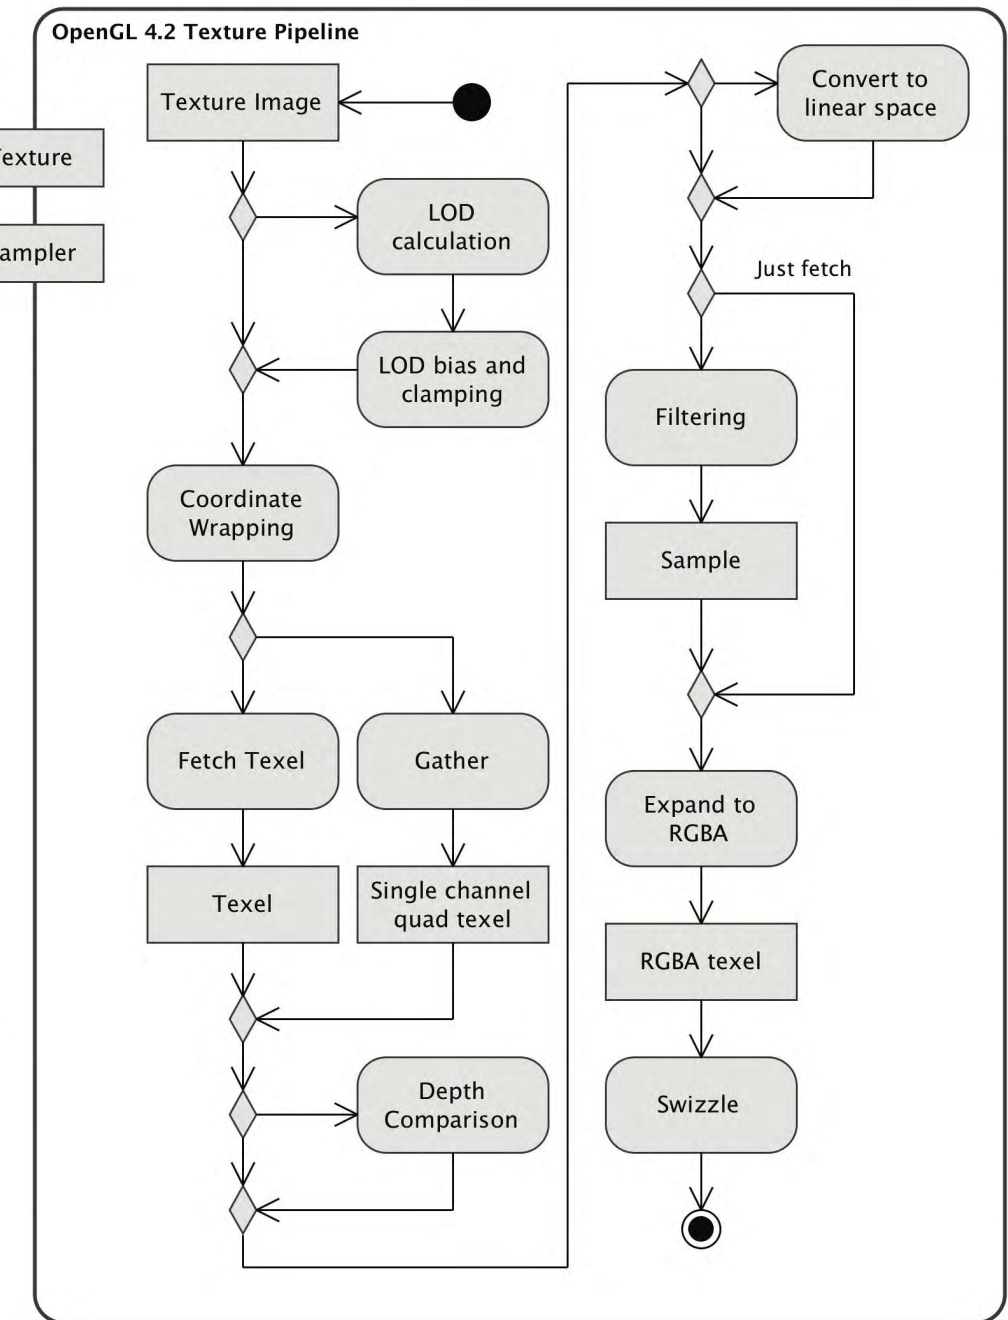 OpenGL 4.2 Texture Pipeline
Texture Image
exture
ampler
LOD
calculation
LOD bias and
clamping
Coordinate
Wrapping
Fetch Texel
Gather
Texel
Single channel
quad texel
Depth
Comparison
Convert to
linear space
Just fetch
Filtering
Sample
Expand to
RGBA
RGBA texel
Swizzle